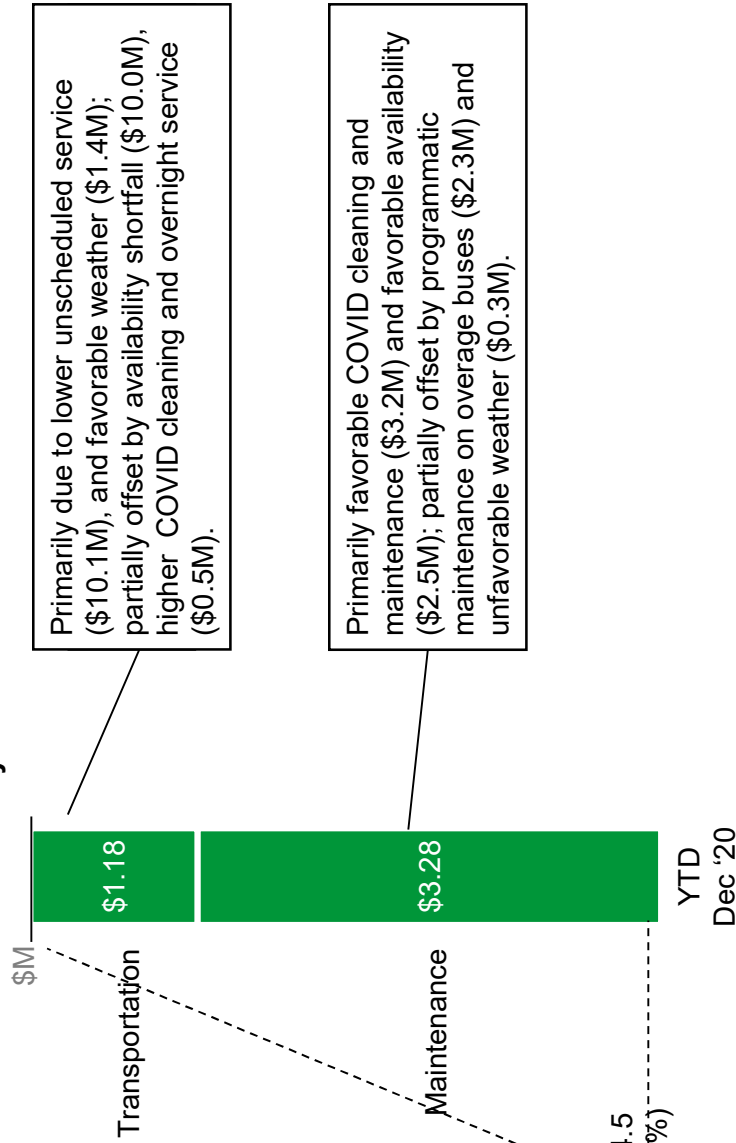 $M
Transportation
$1.18
Primarily due to lower unscheduled service
($10.1M), and favorable weather ($1.4M);
partially offset by availability shortfall ($10.0M),
higher COVID cleaning and overnight service
($0.5M).
Maintenance
$3.28
Primarily favorable COVID cleaning and
maintenance ($3.2M) and favorable availability
($2.5M); partially offset by programmatic
maintenance on overage buses ($2.3M) and
unfavorable weather ($0.3M).
YTD
Dec ‘20
.5
%)